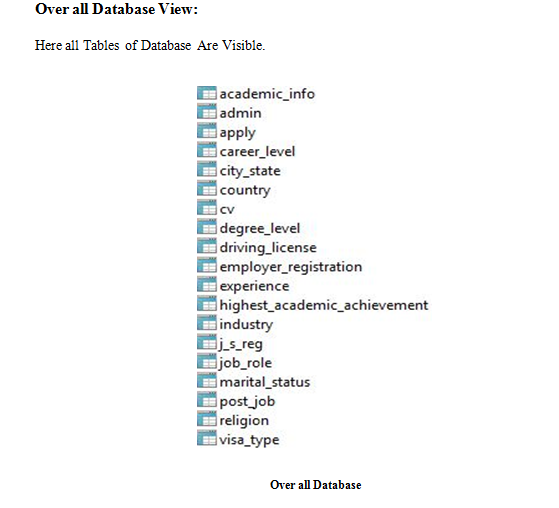 Over all Database View:
Here all Tables of Database Are Visible.
academic_info
admin
apply
career_level
city_state
country
cv
degree_level
driving_license
employer_registration
experience
highest_academic_achievement
industry
j_s_reg
job_role
marital_status
post_job
religion
visa_type
Over all Database